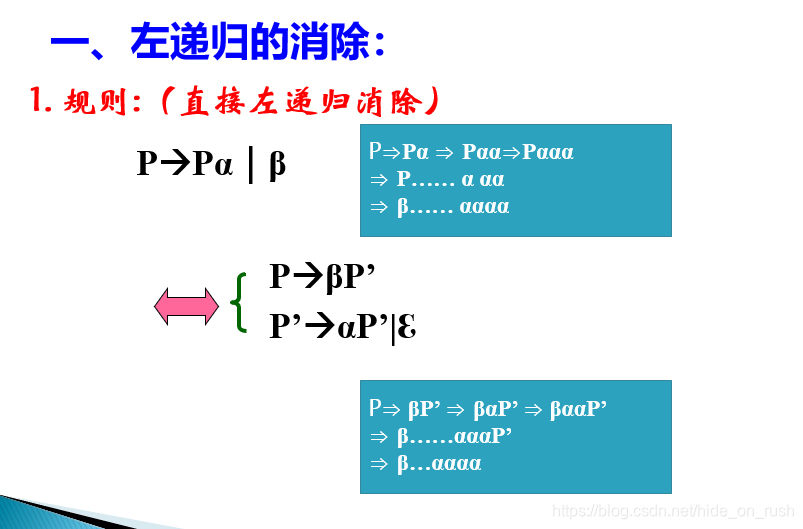 一、左递归的消除：
1. 规则：（直接左递归消除）
P→Pα | β
P⇒Pα ⇒ Pαα⇒Pααα
⇒ P…… α αα
⇒ β…… αααα
P→βP’
P’→αP’|Ɛ
P⇒ βP’ ⇒ βαP’ ⇒ βααP’
⇒ β……αααP’
⇒ β…αααα
https://blog.csdn.net/hide_on_rush